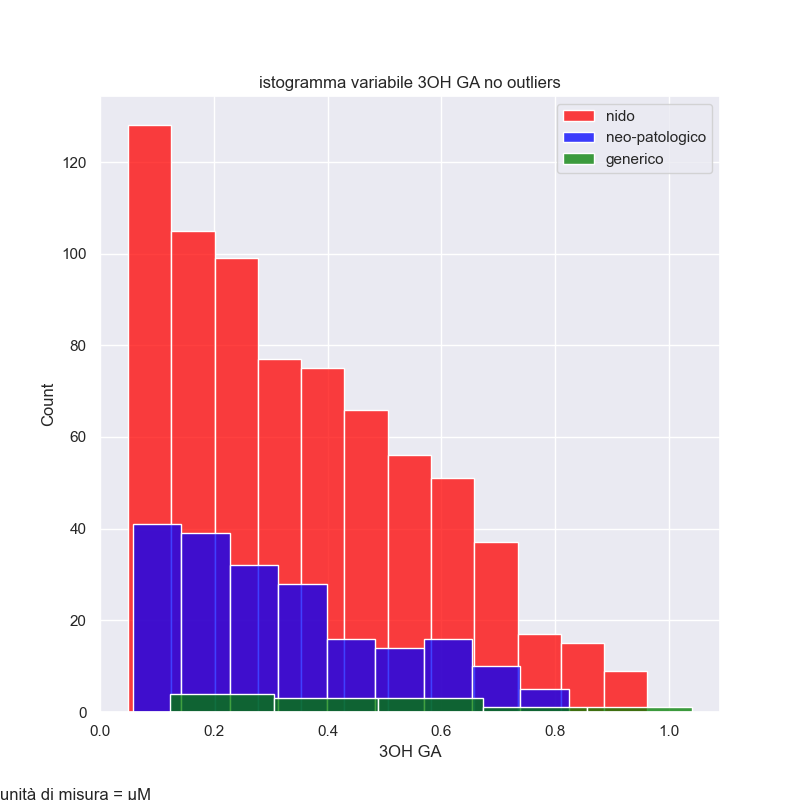 istogramma variabile 3OH GA no outliers
nido
neo-patologico
generico
120
100
80
60
40
20
0
Count
0.0 0.2 0.4 0.6 0.8 1.0
3OH GA
unità di misura = μM